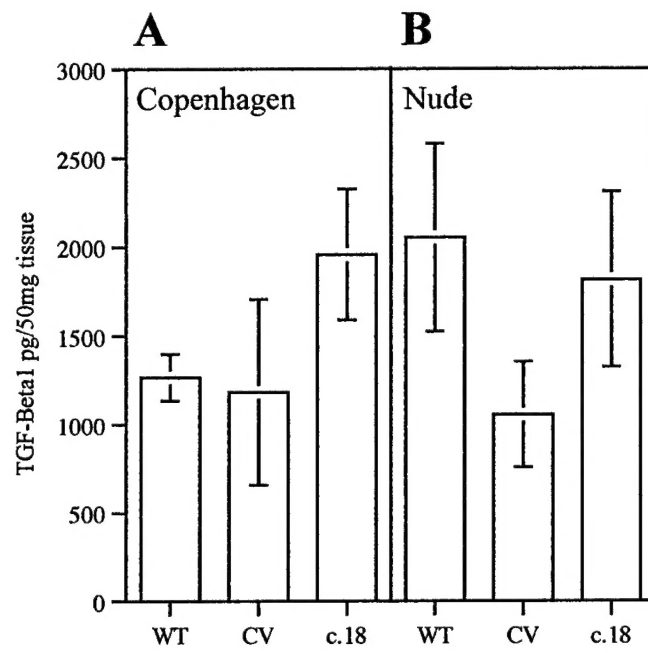 A B
Copenhagen Nude
3000
2500
2000
1500
1000
500
0
TGF-Beta1 pg/50mg tissue
WT CV c.18 WT CV c.18